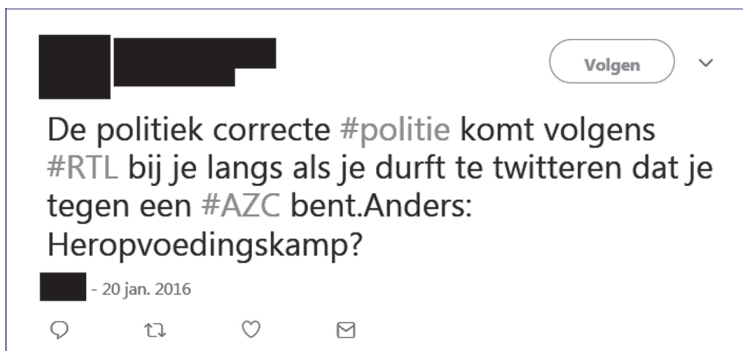 Volgen
De politiek correcte #politie komt volgens
#RTL bij je langs als je durft te twitteren dat je
tegen een #AZC bent.Anders:
Heropvoedingskamp?
- 20 jan. 2016